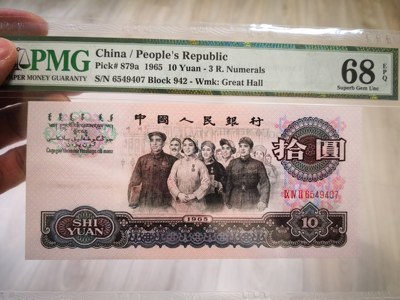 PMG
PAPER MONEY GUARANTY
China / People's Republic
Pick# 879a 1965 10 Yuan - 3 R. Numerals
S/N 6549407 Block 942 - Wmk: Great Hall
68
EPQ
Superb Gem Unc
中國人民銀行
拾圓
6549407
SHI
YUAN
1965
10